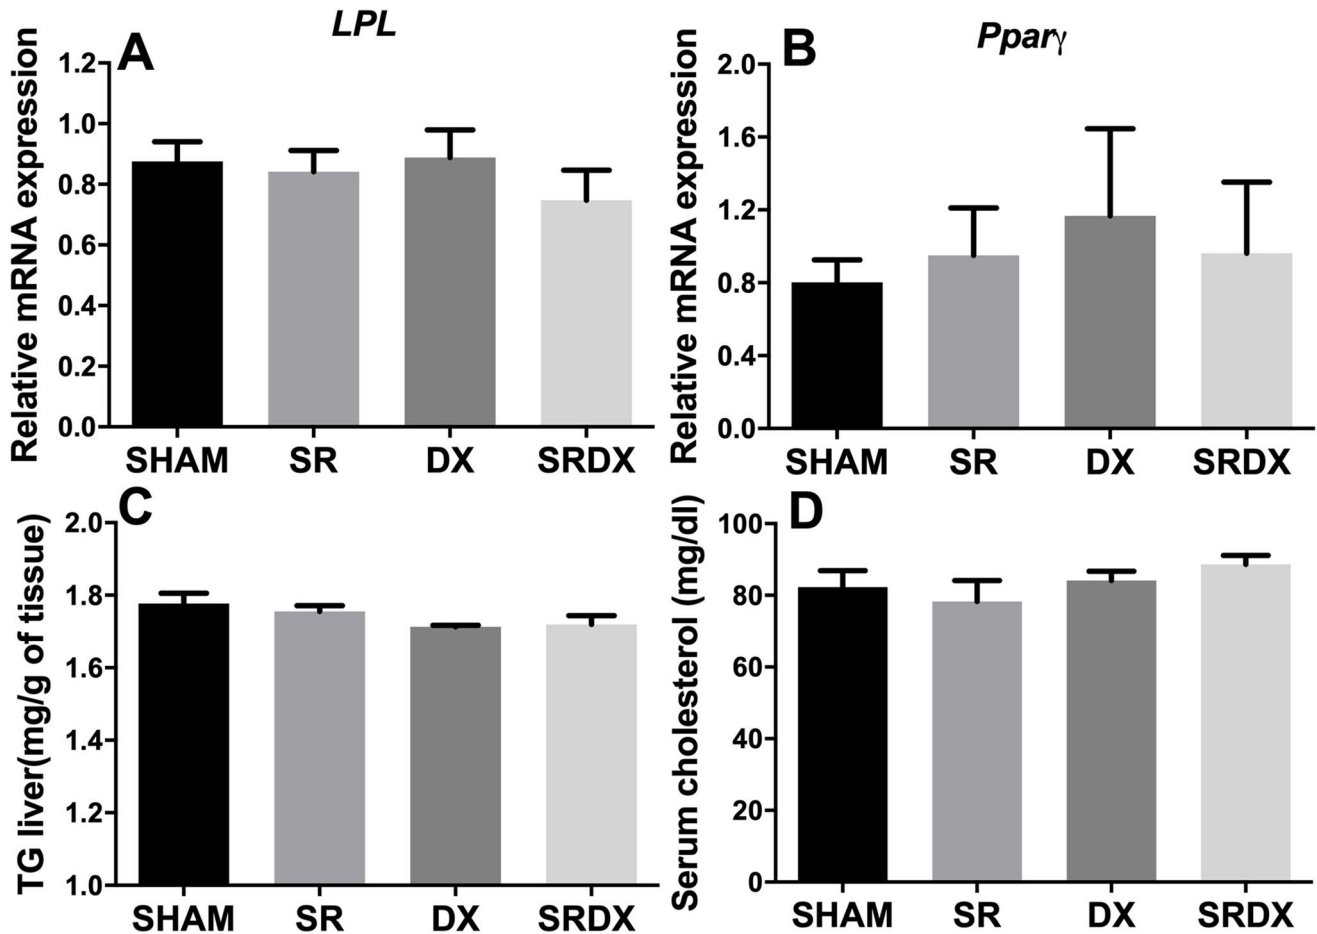 A
LPL
Relative mRNA expression
1.2
1.0
0.8
0.6
0.4
0.2
0.0
SHAM SR DX SRDX
B
Pparγ
Relative mRNA expression
2.0
1.6
1.2
0.8
0.4
0.0
SHAM SR DX SRDX
C
TG liver(mg/g of tissue)
2.0
1.8
1.6
1.4
1.2
1.0
SHAM SR DX SRDX
D
Serum cholesterol (mg/dl)
100
80
60
40
20
0
SHAM SR DX SRDX